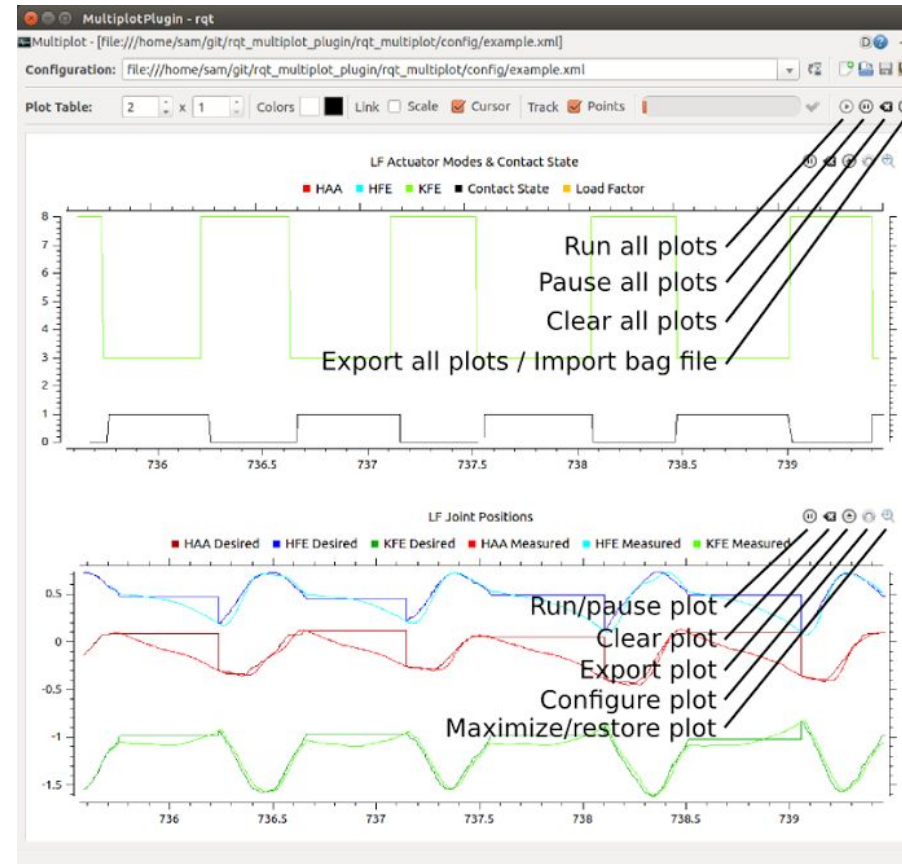 MultiplotPlugin - rqt
Multiplot - [file:///home/sam/git/rqt_multiplot_plugin/rqt_multiplot/config/example.xml]
D
Configuration: file:///home/sam/git/rqt_multiplot_plugin/rqt_multiplot/config/example.xml
Plot Table: 2 x 1 Colors Link Scale Cursor Track Points
LF Actuator Modes & Contact State
HAA HFE KFE Contact State Load Factor
8
7
6
5
4
3
2
1
0
Run all plots
Pause all plots
Clear all plots
Export all plots / Import bag file
736 736.5 737 737.5 738 738.5 739
LF Joint Positions
HAA Desired HFE Desired KFE Desired HAA Measured HFE Measured KFE Measured
0.5
0
-0.5
-1
-1.5
Run/pause plot
Clear plot
Export plot
Configure plot
Maximize/restore plot
736 736.5 737 737.5 738 738.5 739